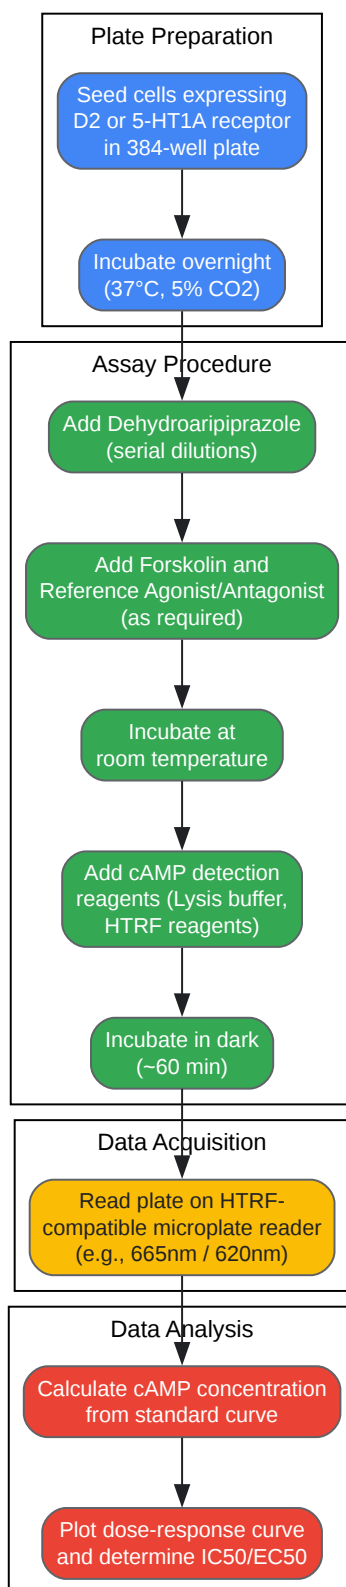 Plate Preparation
Seed cells expressing
D2 or 5-HT1A receptor
in 384-well plate
Incubate overnight
(37°C, 5% CO2)
Assay Procedure
Add Dehydroaripiprazole
(serial dilutions)
Add Forskolin and
Reference Agonist/Antagonist
(as required)
Incubate at
room temperature
Add cAMP detection
reagents (Lysis buffer,
HTRF reagents)
Incubate in dark
(~60 min)
Data Acquisition
Read plate on HTRF-
compatible microplate reader
(e.g., 665nm / 620nm)
Data Analysis
Calculate cAMP concentration
from standard curve
Plot dose-response curve
and determine IC50/EC50